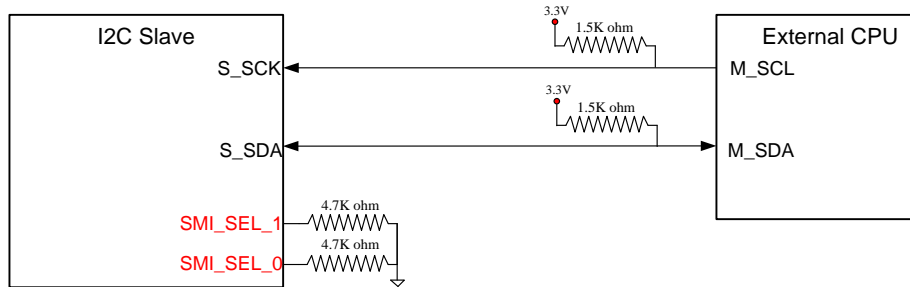 I2C Slave
3.3V
1.5K ohm
External CPU
S_SCK
M_SCL
3.3V
1.5K ohm
S_SDA
M_SDA
SMI_SEL_1
4.7K ohm
SMI_SEL_0
4.7K ohm